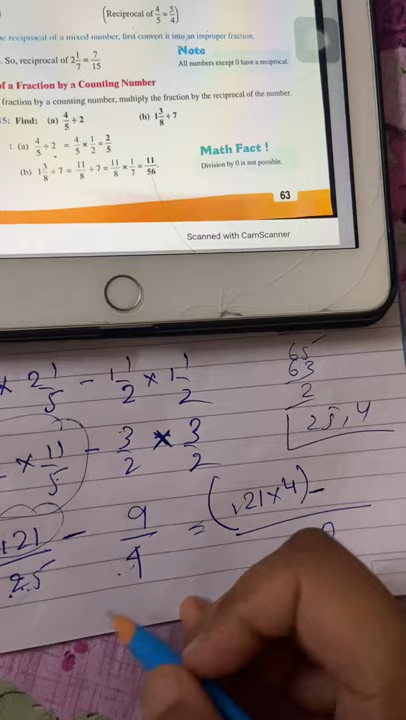 (Reciprocal of 4/5 = 5/4)
e reciprocal of a mixed number, first convert it into an improper fraction.
So, reciprocal of 2 1/7 = 7/15
Note
All numbers except 0 have a reciprocal.
of a Fraction by a Counting Number
fraction by a counting number, multiply the fraction by the reciprocal of the number.
5: Find: (a) 4/5 ÷ 2 (b) 1 3/8 ÷ 7
: (a) 4/5 ÷ 2 = 4/5 × 1/2 = 2/5
Math Fact !
Division by 0 is not possible.
(b) 1 3/8 ÷ 7 = 11/8 ÷ 7 = 11/8 × 1/7 = 11/56
63
Scanned with CamScanner
× 2 1/5 - 1 1/2 × 1 1/2
65
63
2
25,4
× 11/5 - 3/2 × 3/2
121/25 - 9/4 = (121×4) -